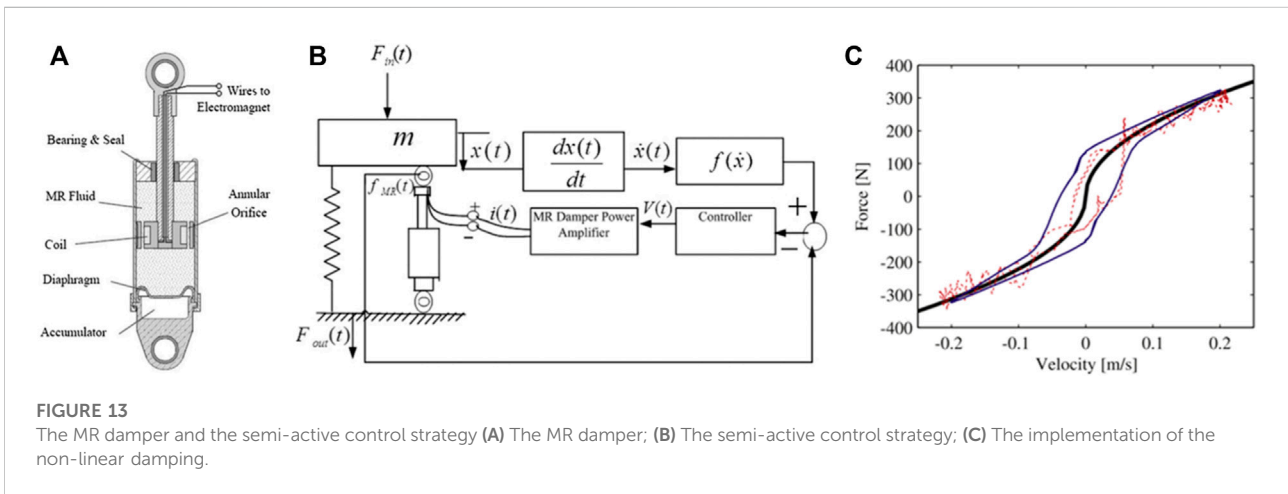 A
Wires to
Electromagnet
Bearing & Seal
MR Fluid
Annular
Orifice
Coil
Diaphragm
Accumulator
B
F_in(t)
m
x(t)
dx(t)
dt
ẋ(t)
f(ẋ)
f_MR(t)
+
-
i(t)
MR Damper Power
Amplifier
V(t)
Controller
+
−
F_out(t)
C
Force [N]
400
300
200
100
0
-100
-200
-300
-400
-0.2
-0.1
0
0.1
0.2
Velocity [m/s]
FIGURE 13
The MR damper and the semi-active control strategy (A) The MR damper; (B) The semi-active control strategy; (C) The implementation of the
non-linear damping.